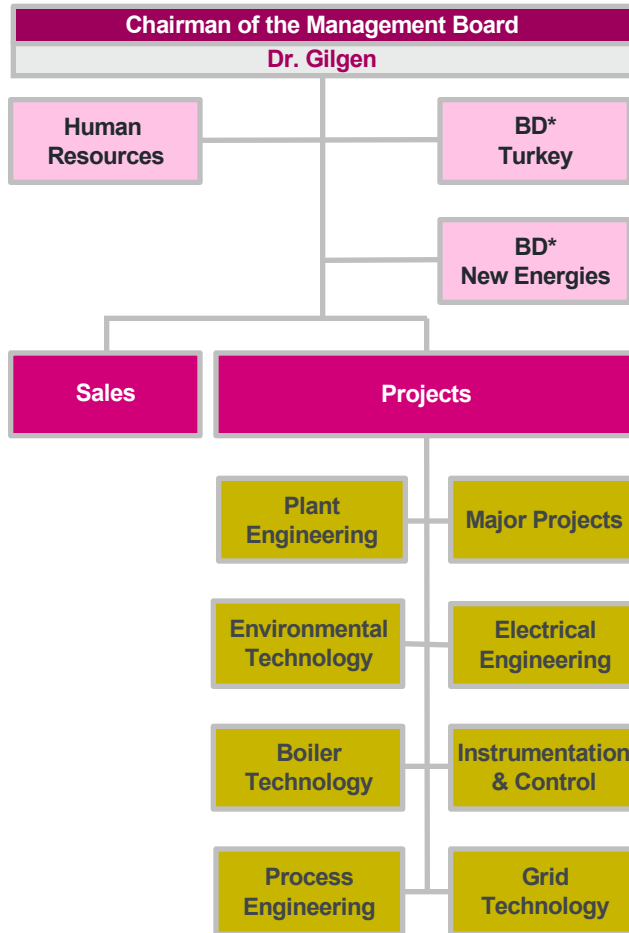 Chairman of the Management Board
Dr. Gilgen
Human
Resources
BD*
Turkey
BD*
New Energies
Sales
Projects
Plant
Engineering
Major Projects
Environmental
Technology
Electrical
Engineering
Boiler
Technology
Instrumentation
& Control
Process
Engineering
Grid
Technology